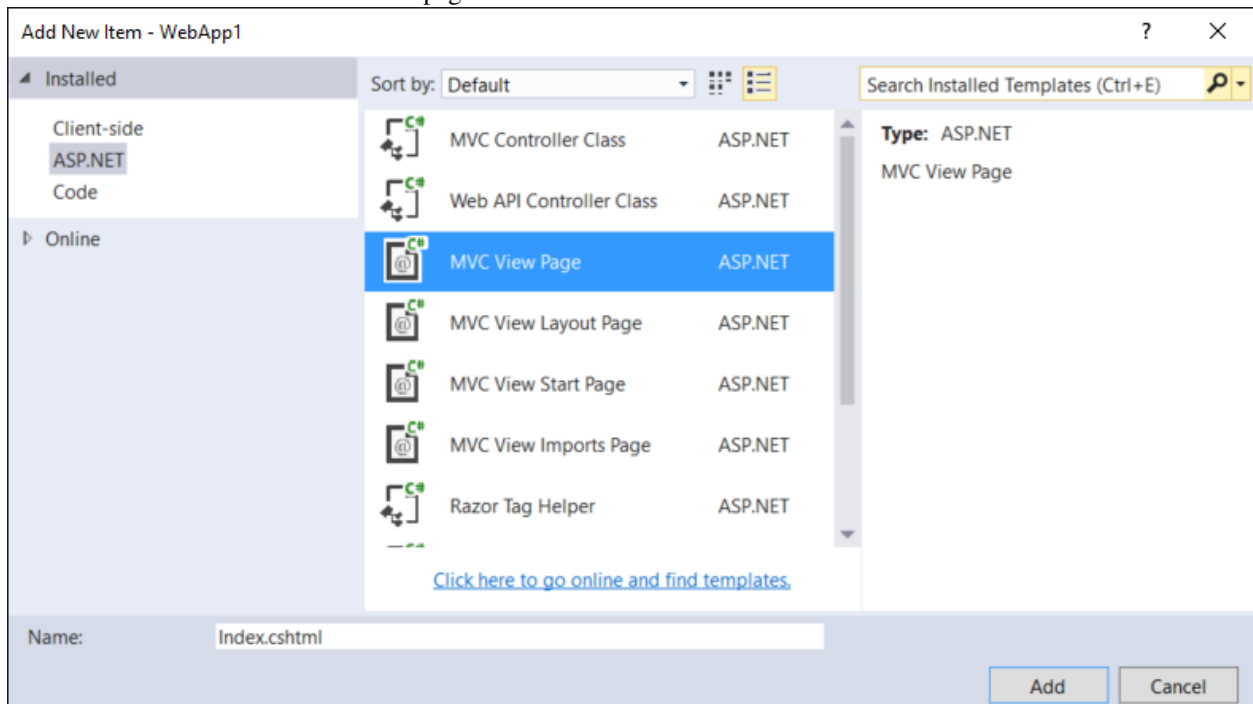 pag
Add New Item - WebApp1 ? X
Installed
Client-side
ASP.NET
Code
Online
Sort by: Default
MVC Controller Class ASP.NET
Web API Controller Class ASP.NET
MVC View Page ASP.NET
MVC View Layout Page ASP.NET
MVC View Start Page ASP.NET
MVC View Imports Page ASP.NET
Razor Tag Helper ASP.NET
Click here to go online and find templates.
Search Installed Templates (Ctrl+E)
Type: ASP.NET
MVC View Page
Name: Index.cshtml
Add Cancel